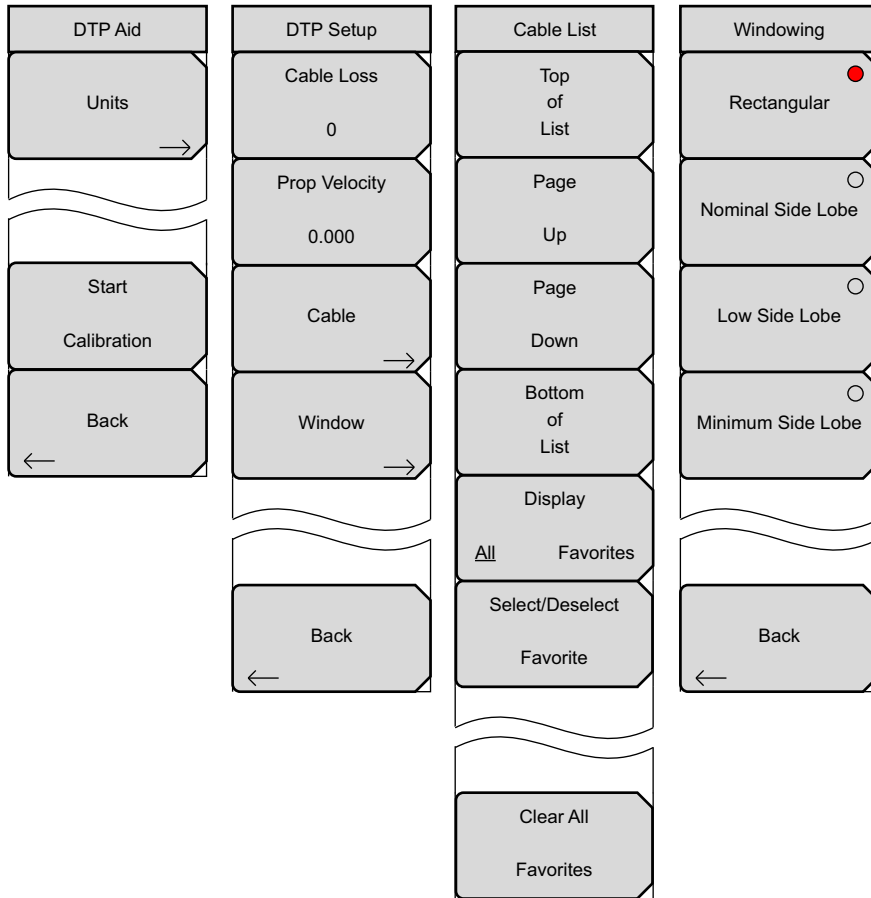 DTP Aid
Units
Start
Calibration
Back
DTP Setup
Cable Loss
0
Prop Velocity
0.000
Cable
Window
Back
Cable List
Top
of
List
Page
Up
Page
Down
Bottom
of
List
Display
All Favorites
Select/Deselect
Favorite
Clear All
Favorites
Windowing
Rectangular
Nominal Side Lobe
Low Side Lobe
Minimum Side Lobe
Back